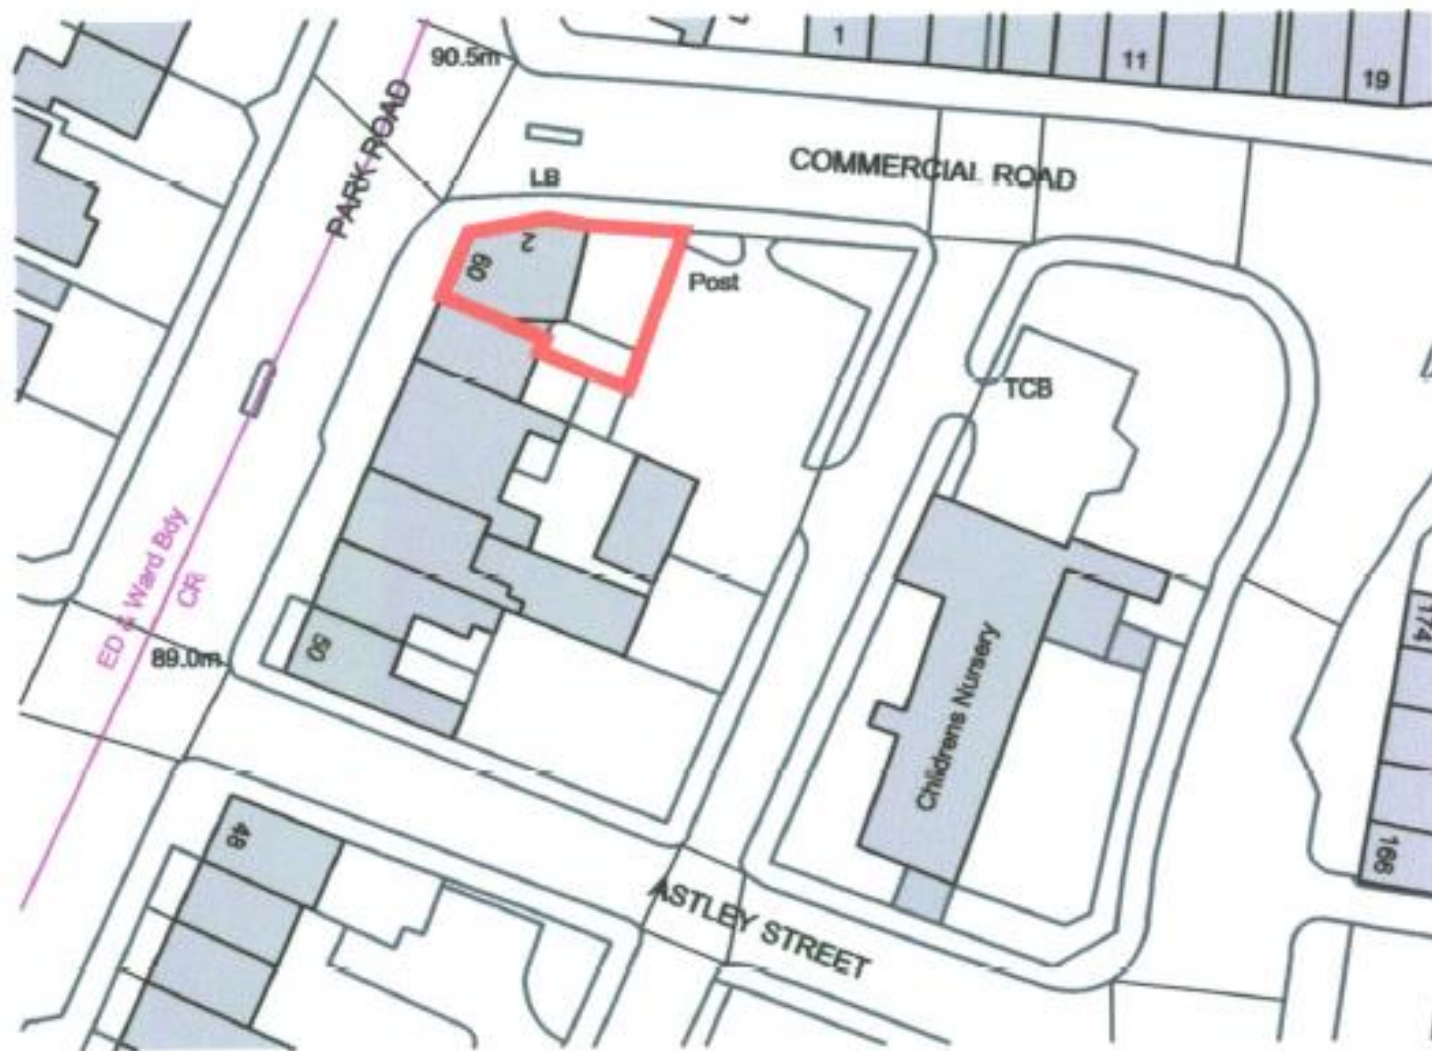 1
11
19
90.5m
PARK ROAD
COMMERCIAL ROAD
LB
2
60
Post
TCB
ED & Ward Bdy
CR
89.0m
50
Childrens Nursery
174
168
48
ASTLEY STREET